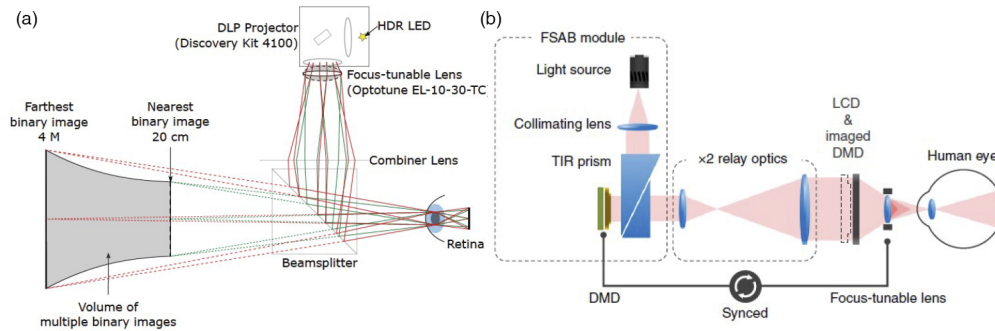 (a)
DLP Projector
(Discovery Kit 4100)
HDR LED
Focus-tunable Lens
(Optotune EL-10-30-TC)
Farthest
binary image
4 M
Nearest
binary image
20 cm
Combiner Lens
Retina
Beamsplitter
Volume of
multiple binary images
(b)
FSAB module
Light source
Collimating lens
TIR prism
×2 relay optics
LCD
&
imaged
DMD
Human eye
DMD
Synced
Focus-tunable lens